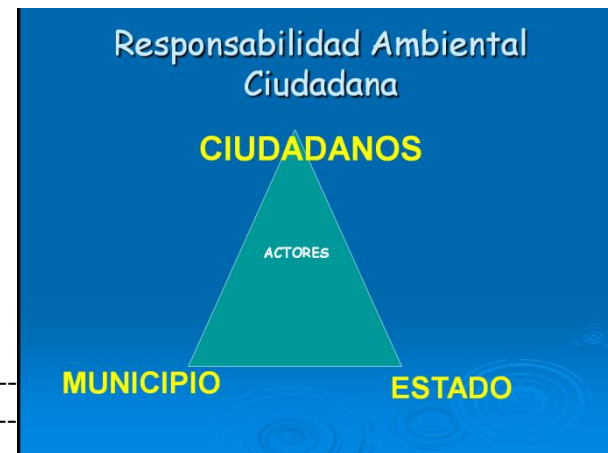 Responsabilidad Ambiental
Ciudadana
CIUDADANOS
ACTORES
MUNICIPIO
ESTADO